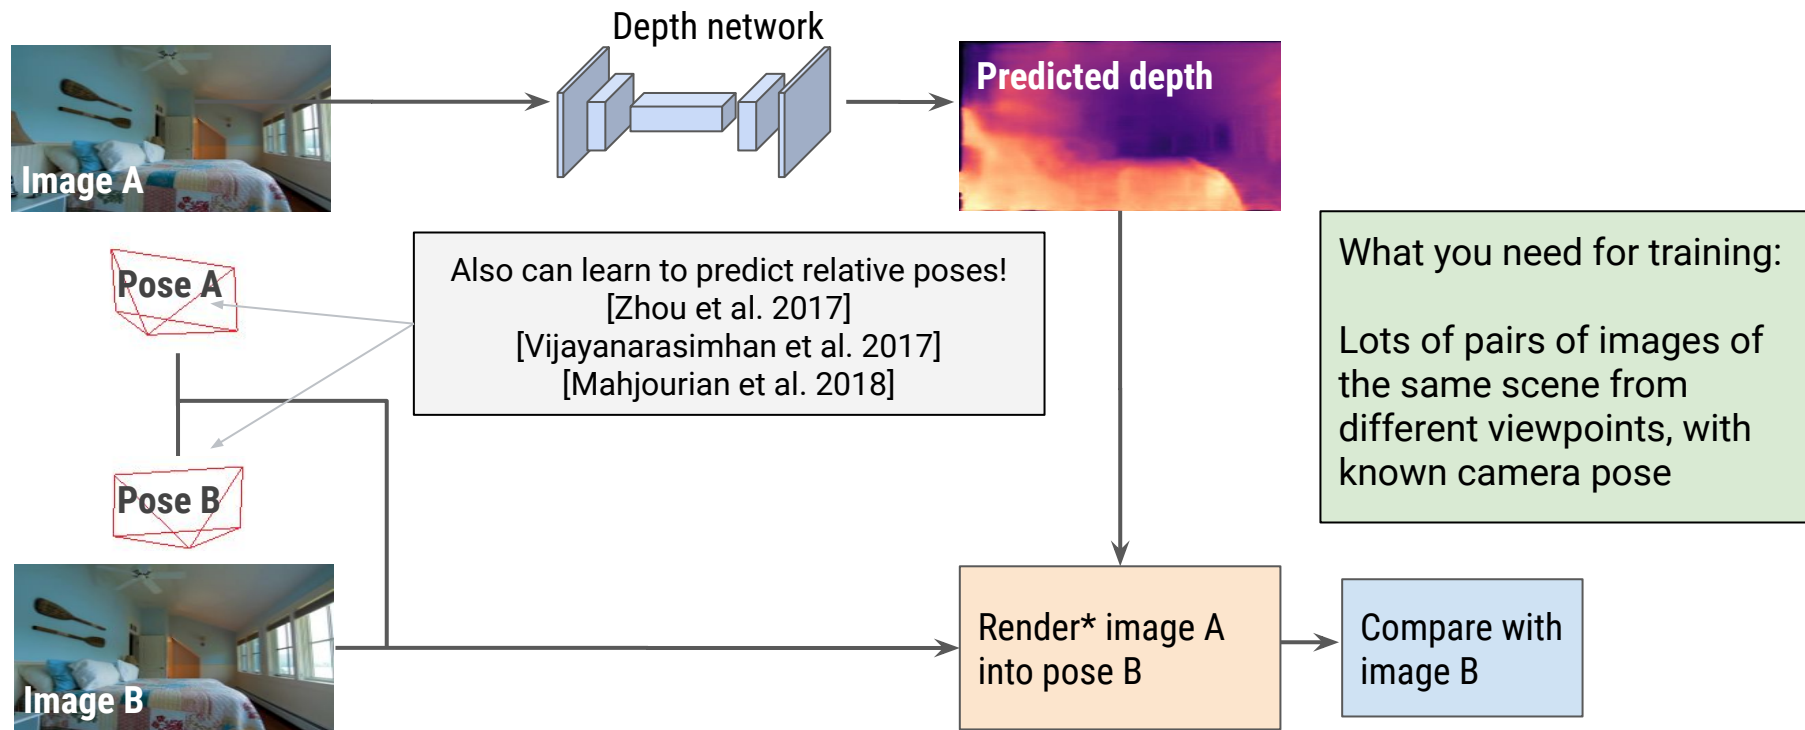 Depth network
Image A
Predicted depth
Pose A
Also can learn to predict relative poses!
[Zhou et al. 2017]
[Vijayanarasimhan et al. 2017]
[Mahjourian et al. 2018]
What you need for training:
Lots of pairs of images of
the same scene from
different viewpoints, with
known camera pose
Pose B
Image B
Render* image A
into pose B
Compare with
image B